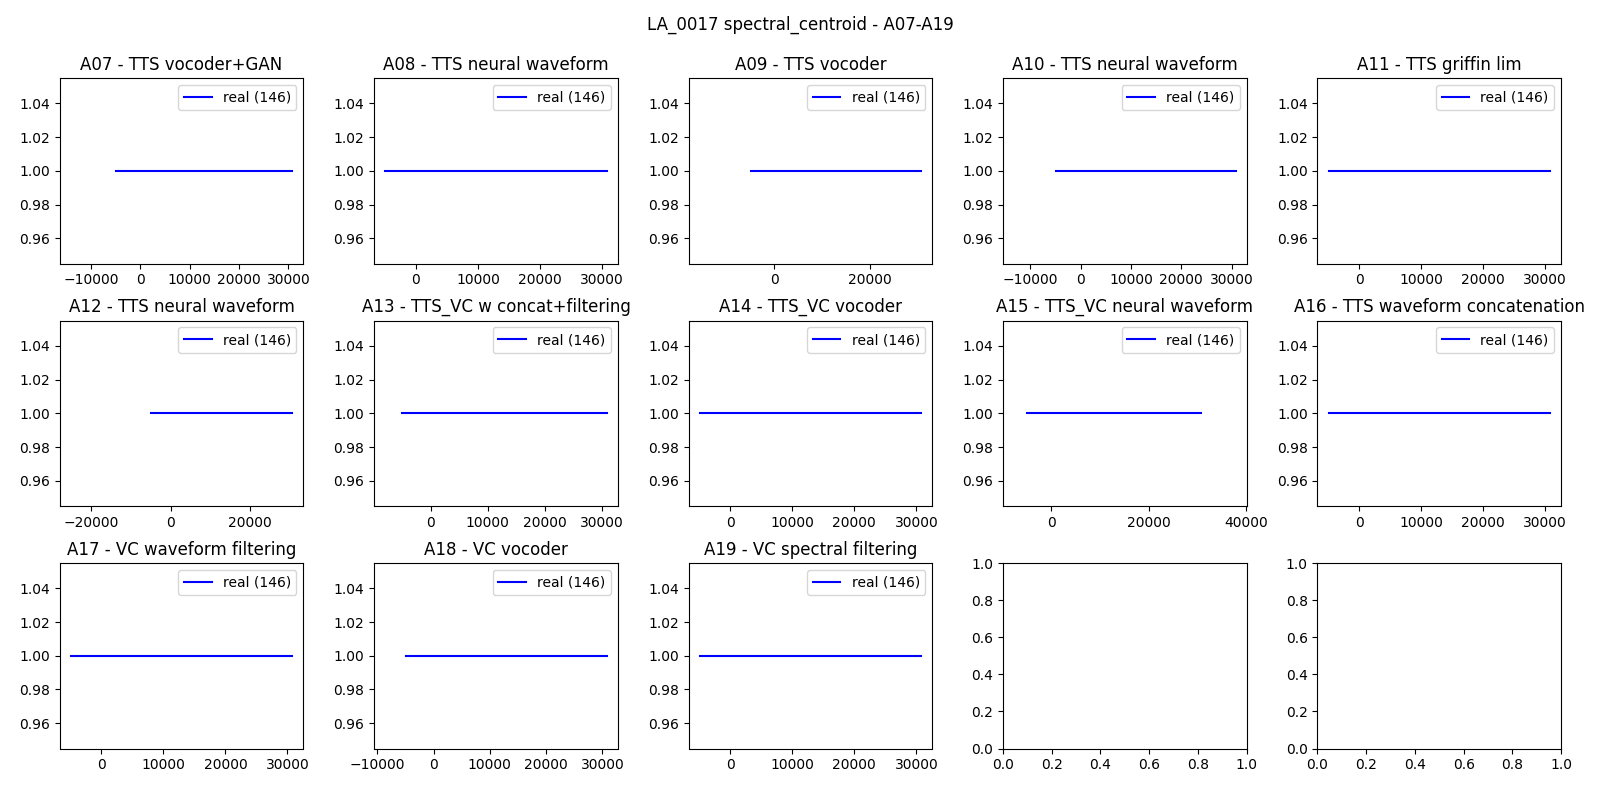 LA_0017 spectral_centroid - A07-A19
A07 - TTS vocoder+GAN
A08 - TTS neural waveform
A09 - TTS vocoder
A10 - TTS neural waveform
A11 - TTS griffin lim
real (146)
real (146)
real (146)
real (146)
real (146)
1.04 1.04 1.04 1.04 1.04
1.02 1.02 1.02 1.02 1.02
1.00 1.00 1.00 1.00 1.00
0.98 0.98 0.98 0.98 0.98
0.96 0.96 0.96 0.96 0.96
−10000 0 10000 20000 30000
0 10000 20000 30000
0 20000
−10000 0 10000 20000 30000
0 10000 20000 30000
A12 - TTS neural waveform
A13 - TTS_VC w concat+filtering
A14 - TTS_VC vocoder
A15 - TTS_VC neural waveform
A16 - TTS waveform concatenation
real (146)
real (146)
real (146)
real (146)
real (146)
1.04 1.04 1.04 1.04 1.04
1.02 1.02 1.02 1.02 1.02
1.00 1.00 1.00 1.00 1.00
0.98 0.98 0.98 0.98 0.98
0.96 0.96 0.96 0.96 0.96
−20000 0 20000
0 10000 20000 30000
0 10000 20000 30000
0 20000 40000
0 10000 20000 30000
A17 - VC waveform filtering
A18 - VC vocoder
A19 - VC spectral filtering
real (146)
real (146)
real (146)
1.04 1.04 1.04 1.0 1.0
1.02 1.02 1.02 0.8 0.8
1.00 1.00 1.00 0.6 0.6
0.98 0.98 0.98 0.4 0.4
0.96 0.96 0.96 0.2 0.2
0.0 0.0
0 10000 20000 30000
−10000 0 10000 20000 30000
0 10000 20000 30000
0.0 0.2 0.4 0.6 0.8 1.0
0.0 0.2 0.4 0.6 0.8 1.0